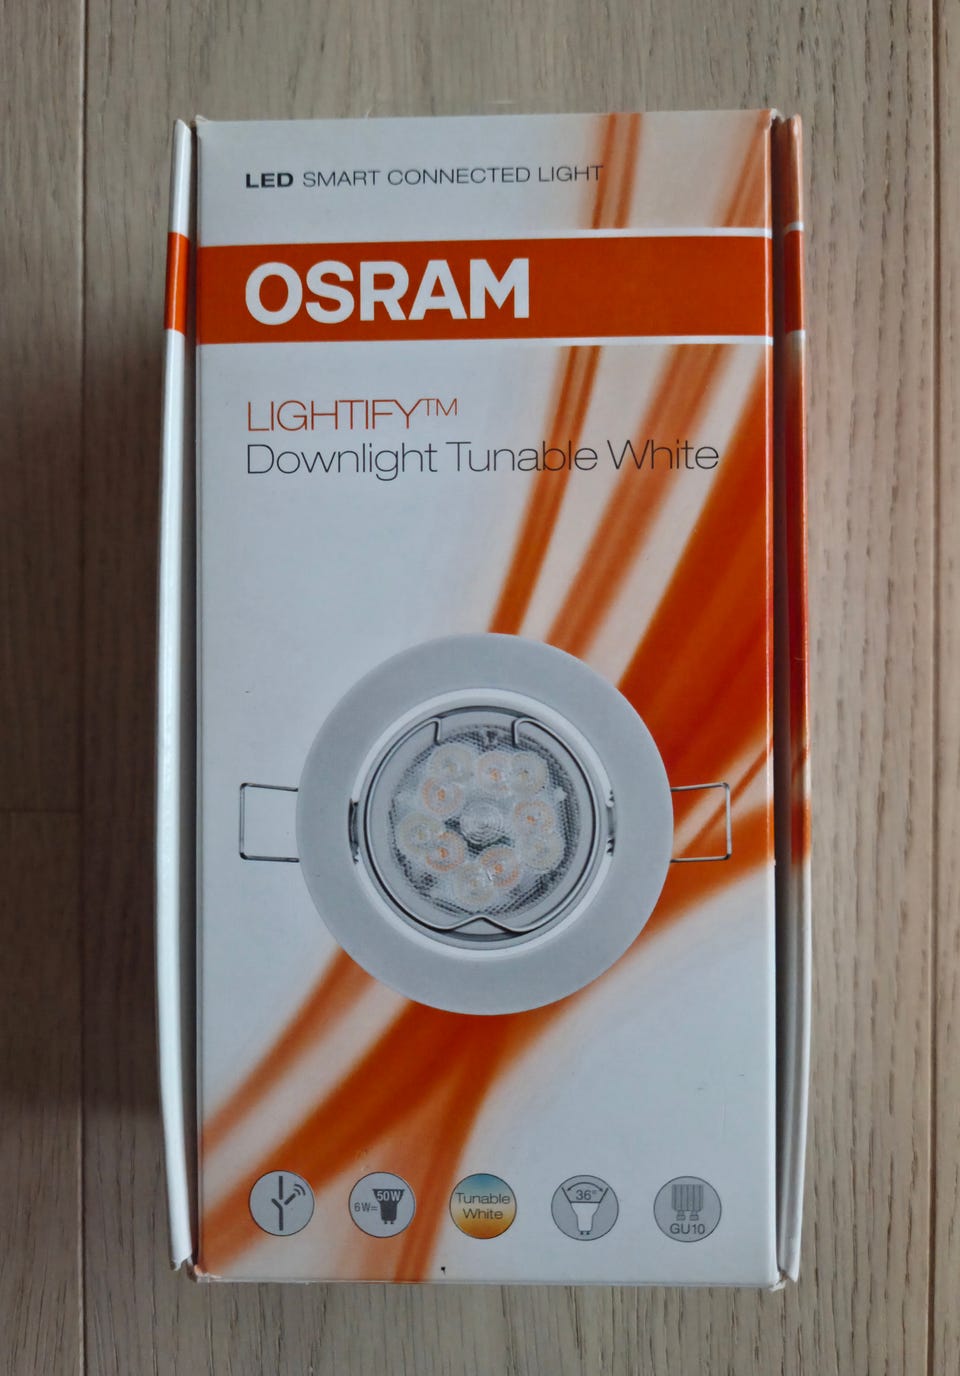 LED SMART CONNECTED LIGHT
OSRAM
LIGHTIFY™
Downlight Tunable White
6W= 50W
Tunable
White
36°
GU10